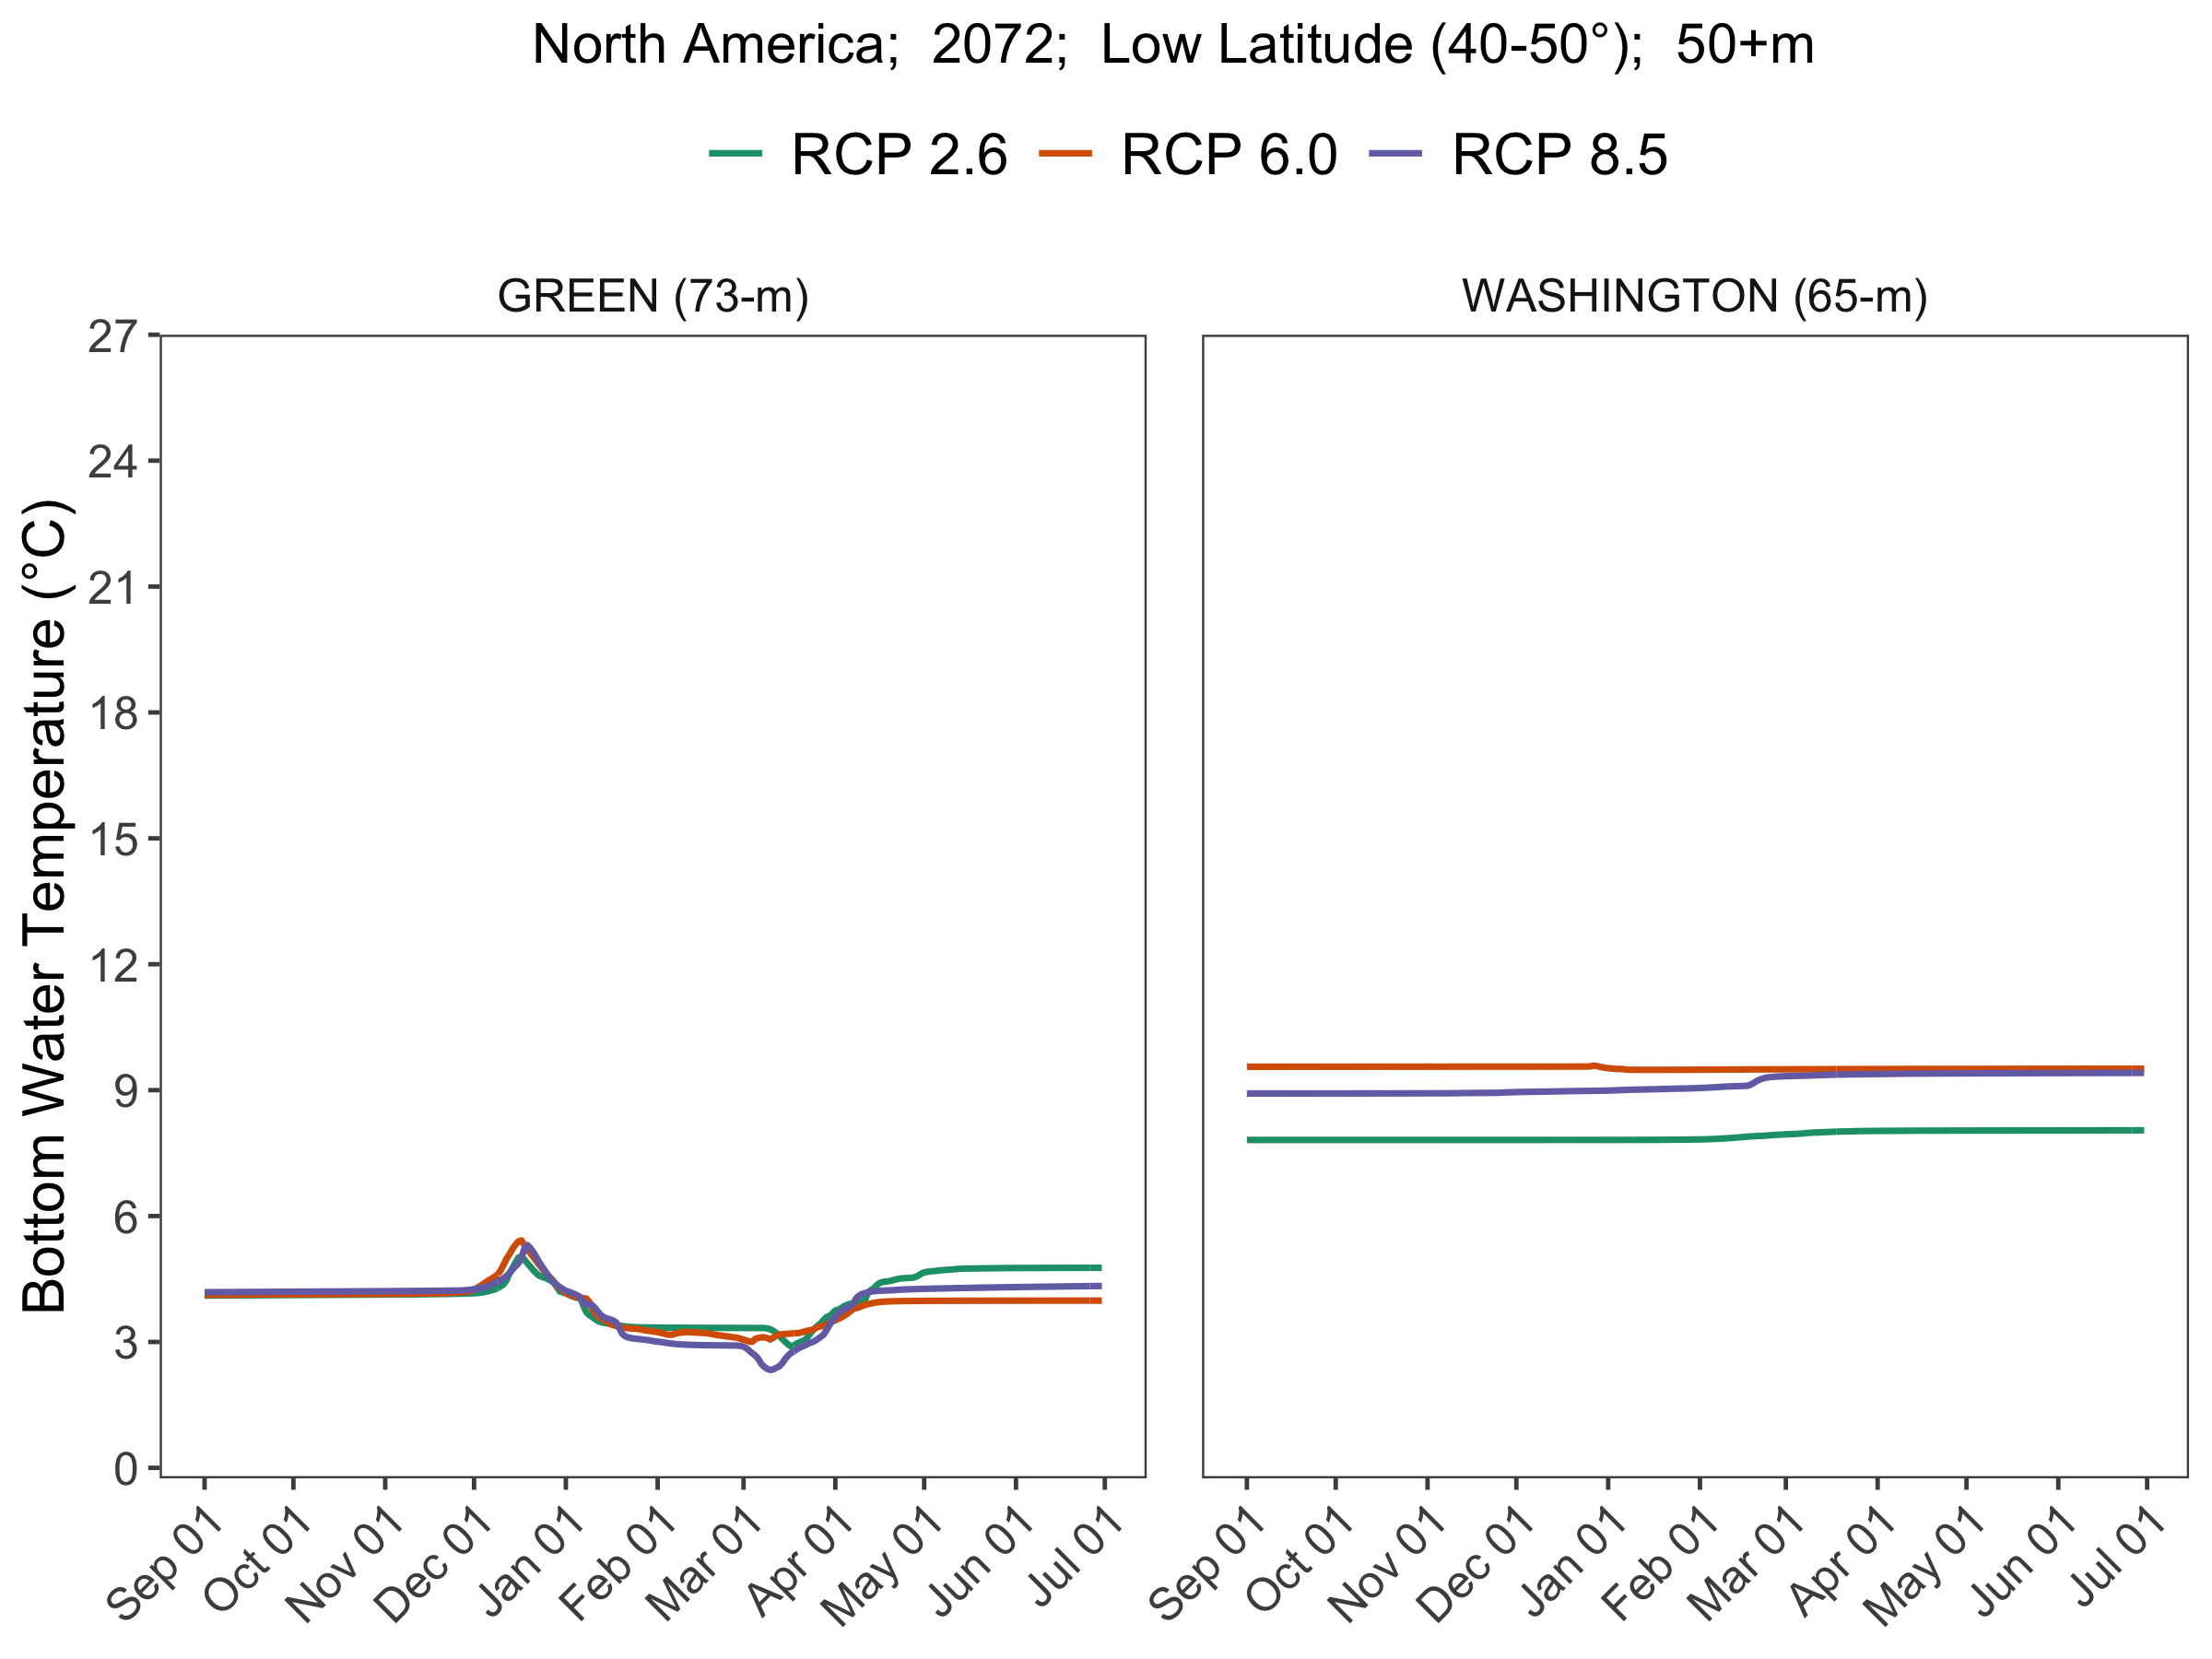 North America;  2072;  Low Latitude (40-50°);  50+m
RCP 2.6 RCP 6.0 RCP 8.5
GREEN (73-m) WASHINGTON (65-m)
Bottom Water Temperature (°C)
27
24
21
18
15
12
9
6
3
0
Sep 01 Oct 01 Nov 01 Dec 01 Jan 01 Feb 01 Mar 01 Apr 01 May 01 Jun 01 Jul 01 Sep 01 Oct 01 Nov 01 Dec 01 Jan 01 Feb 01 Mar 01 Apr 01 May 01 Jun 01 Jul 01